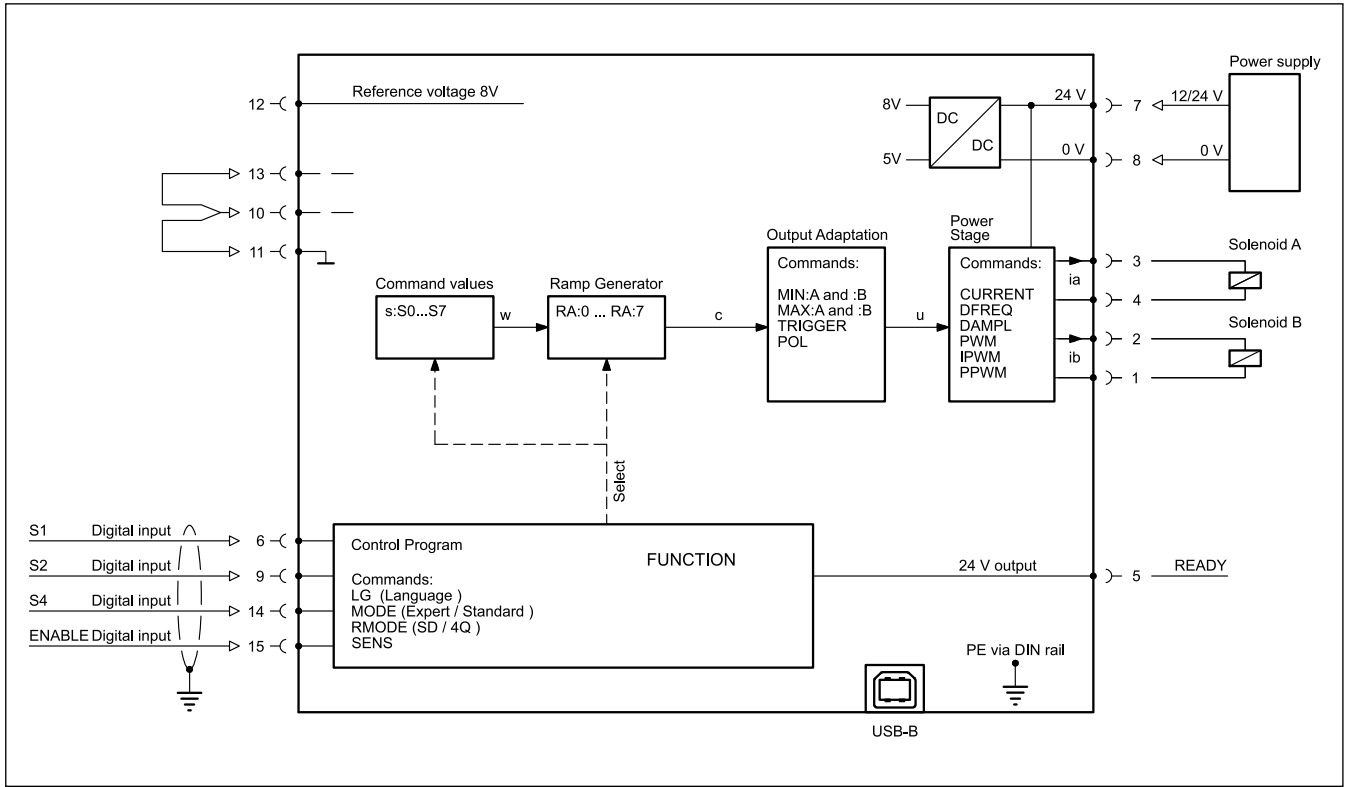 Power supply
12
Reference voltage 8V
8V
DC
DC
5V
24 V
7
12/24 V
0 V
8
0 V
13
10
11
Command values
s:S0...S7
w
Ramp Generator
RA:0 ... RA:7
c
Output Adaptation
Commands:
MIN:A and :B
MAX:A and :B
TRIGGER
POL
u
Power
Stage
Commands:
CURRENT
DFREQ
DAMPL
PWM
IPWM
PPWM
ia
3
4
Solenoid A
ib
2
1
Solenoid B
Select
S1 Digital input
6
S2 Digital input
9
S4 Digital input
14
ENABLE Digital input
15
Control Program
FUNCTION
Commands:
LG (Language )
MODE (Expert / Standard )
RMODE (SD / 4Q )
SENS
24 V output
5
READY
PE via DIN rail
USB-B